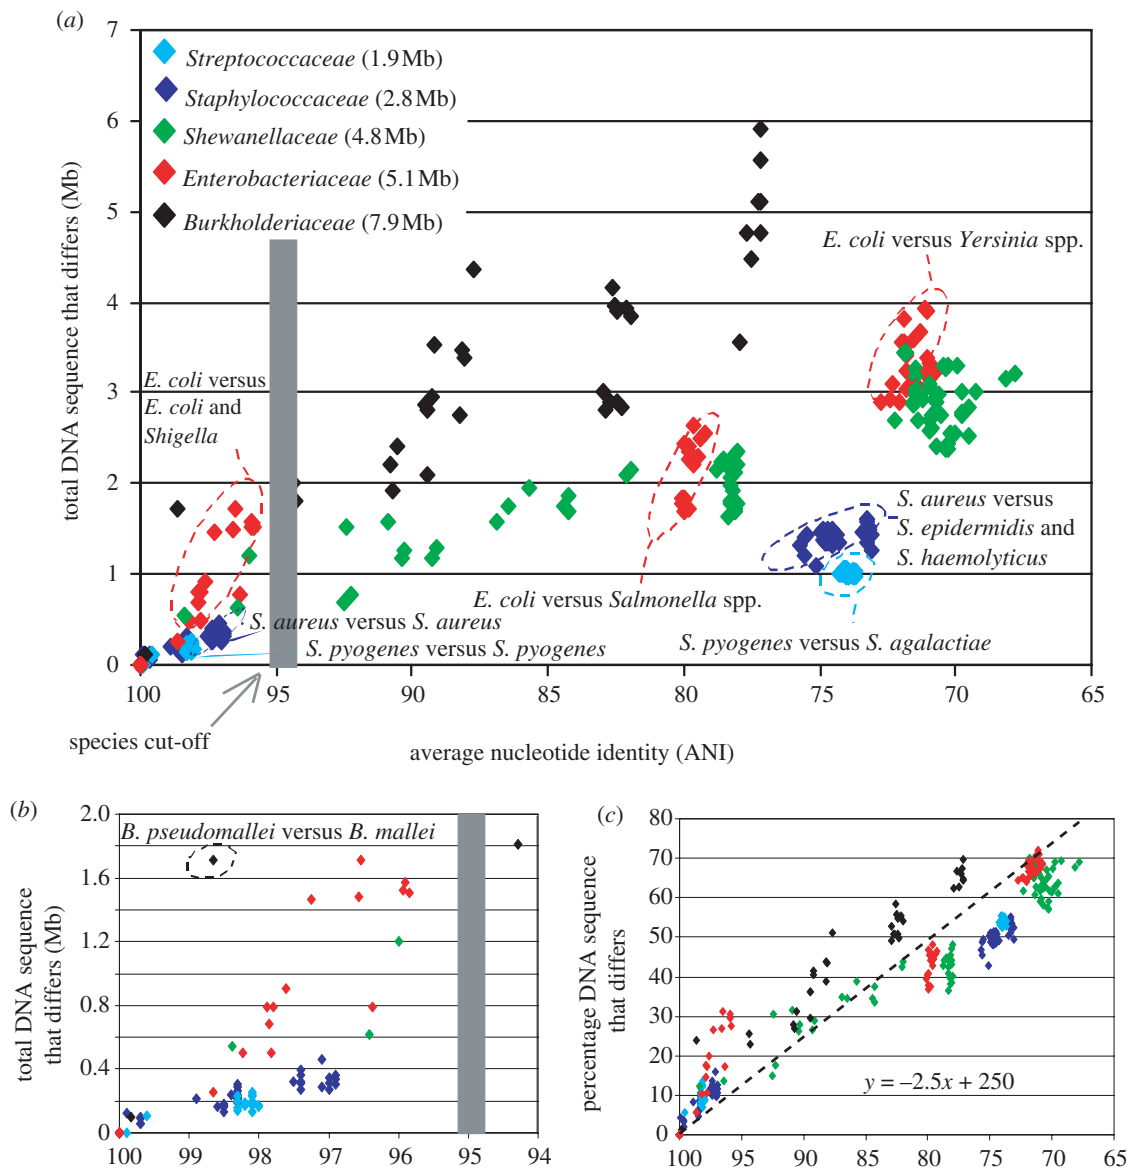 (a)
7
6
5
4
3
2
1
0
total DNA sequence that differs (Mb)
Streptococcaceae (1.9 Mb)
Staphylococcaceae (2.8 Mb)
Shewanellaceae (4.8 Mb)
Enterobacteriaceae (5.1 Mb)
Burkholderiaceae (7.9 Mb)
E. coli versus Yersinia spp.
E. coli versus
E. coli and
Shigella
S. aureus versus
S. epidermidis and
S. haemolyticus
E. coli versus Salmonella spp.
S. aureus versus S. aureus
S. pyogenes versus S. pyogenes
S. pyogenes versus S. agalactiae
100 95 90 85 80 75 70 65
species cut-off
average nucleotide identity (ANI)
(b)
2.0
1.6
1.2
0.8
0.4
0
total DNA sequence
that differs (Mb)
B. pseudomallei versus B. mallei
100 99 98 97 96 95 94
(c)
80
70
60
50
40
30
20
10
0
percentage DNA sequence
that differs
y = –2.5x + 250
100 95 90 85 80 75 70 65